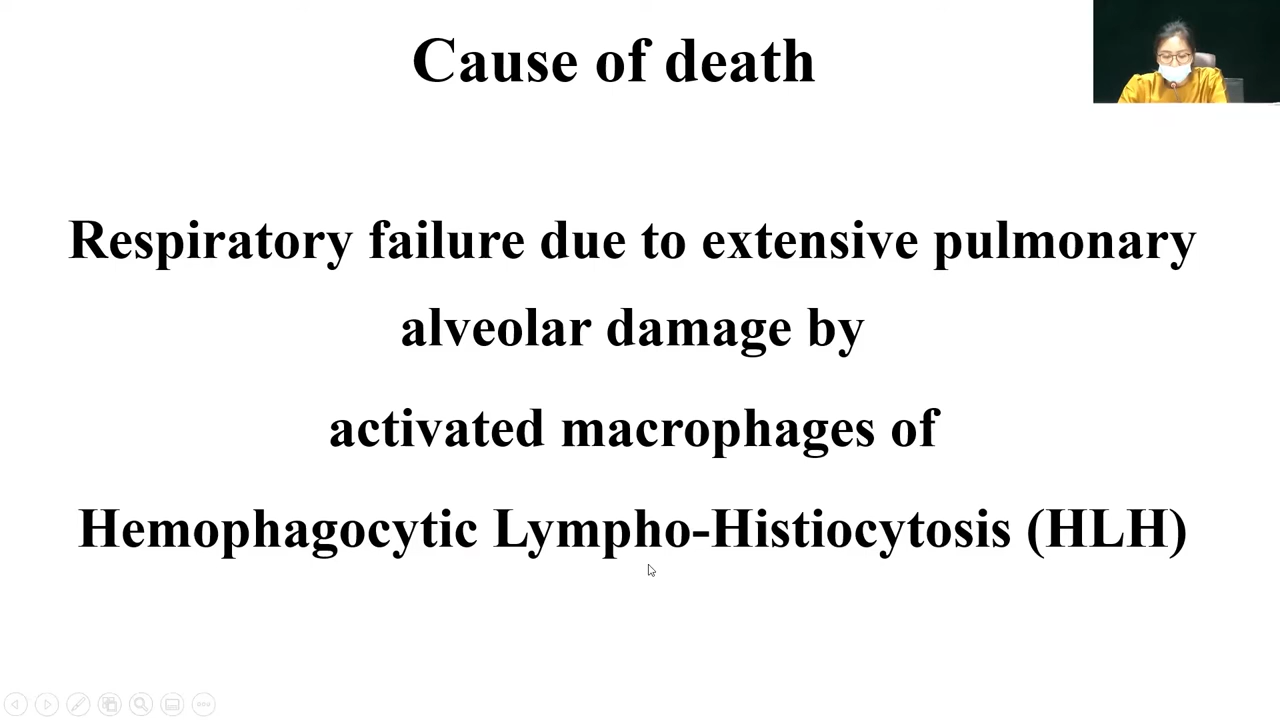 Cause of death
Respiratory failure due to extensive pulmonary
alveolar damage by
activated macrophages of
Hemophagocytic Lympho-Histiocytosis (HLH)